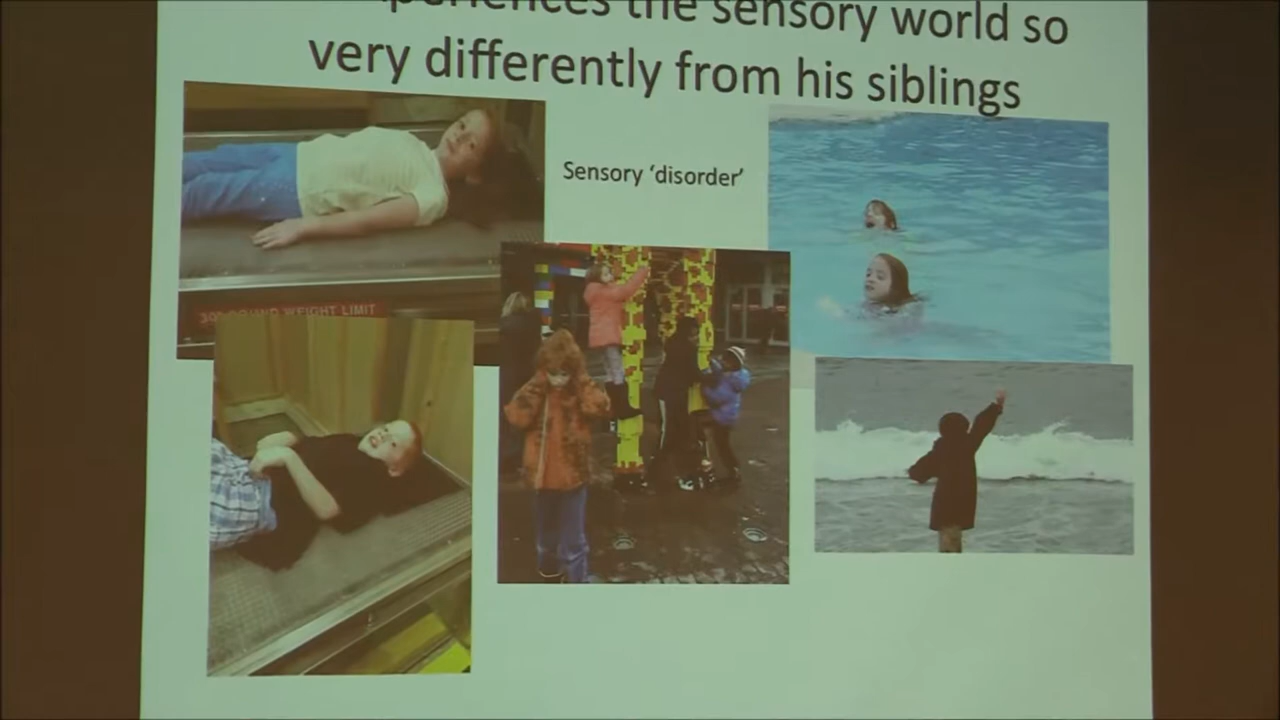 the sensory world so
very differently from his siblings
Sensory ‘disorder’
WEIGHT LIMIT